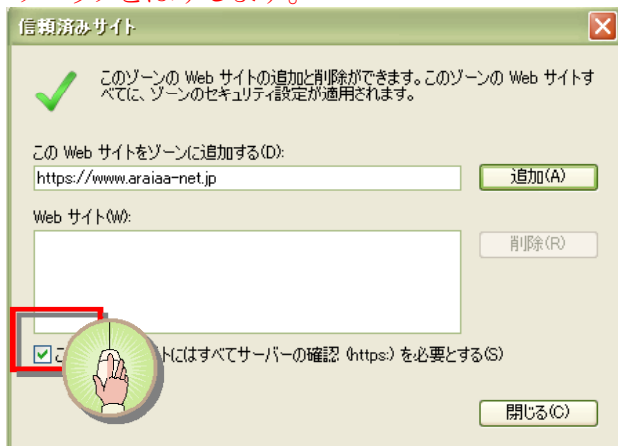 信頼済みサイト
このゾーンの Web サイトの追加と削除ができます。このゾーンの Web サイトす
べてに、ゾーンのセキュリティ設定が適用されます。
この Web サイトをゾーンに追加する(D):
https://www.araiaa-net.jp
追加(A)
Web サイト(W):
削除(R)
にはすべてサーバーの確認 (https:) を必要とする(S)
閉じる(C)